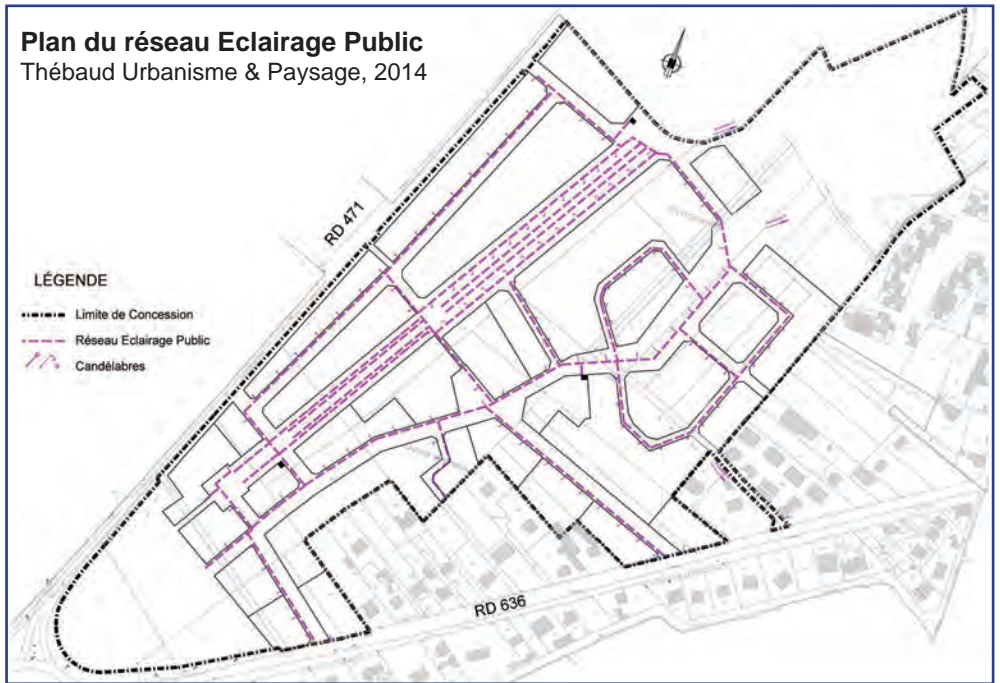 Plan du réseau Eclairage Public
Thébaud Urbanisme & Paysage, 2014
RD 471
LÉGENDE
Limite de Concession
Réseau Eclairage Public
Candélabres
RD 636